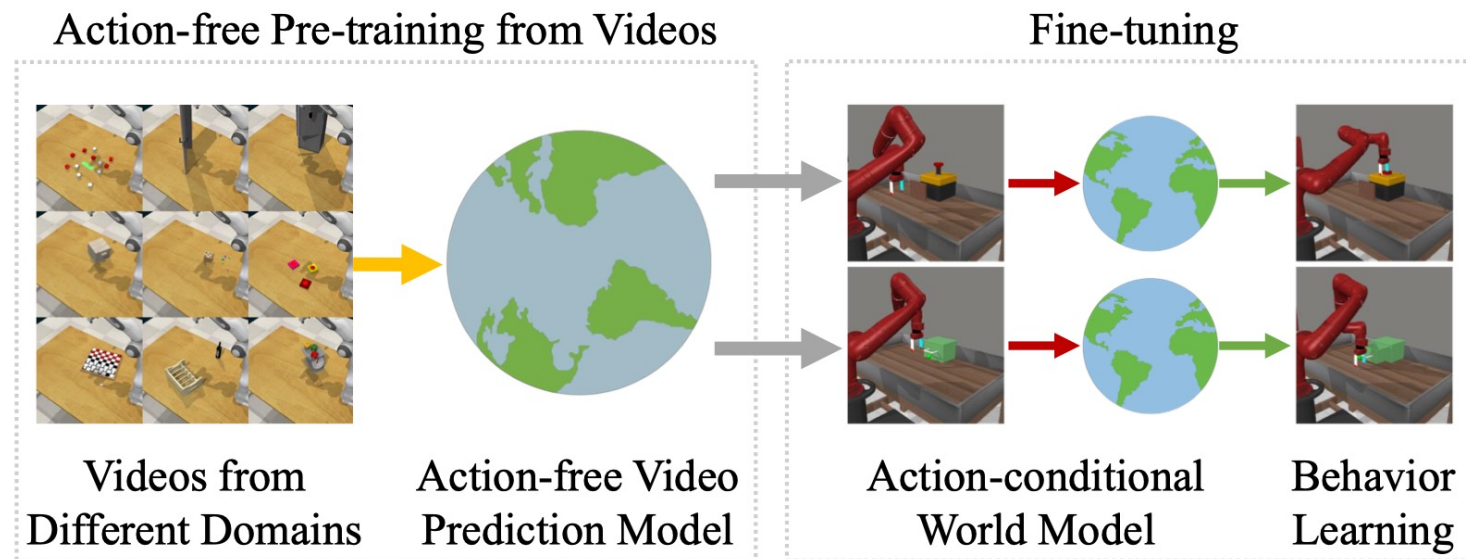 Action-free Pre-training from Videos
Fine-tuning
Videos from
Different Domains
Action-free Video
Prediction Model
Action-conditional
World Model
Behavior
Learning